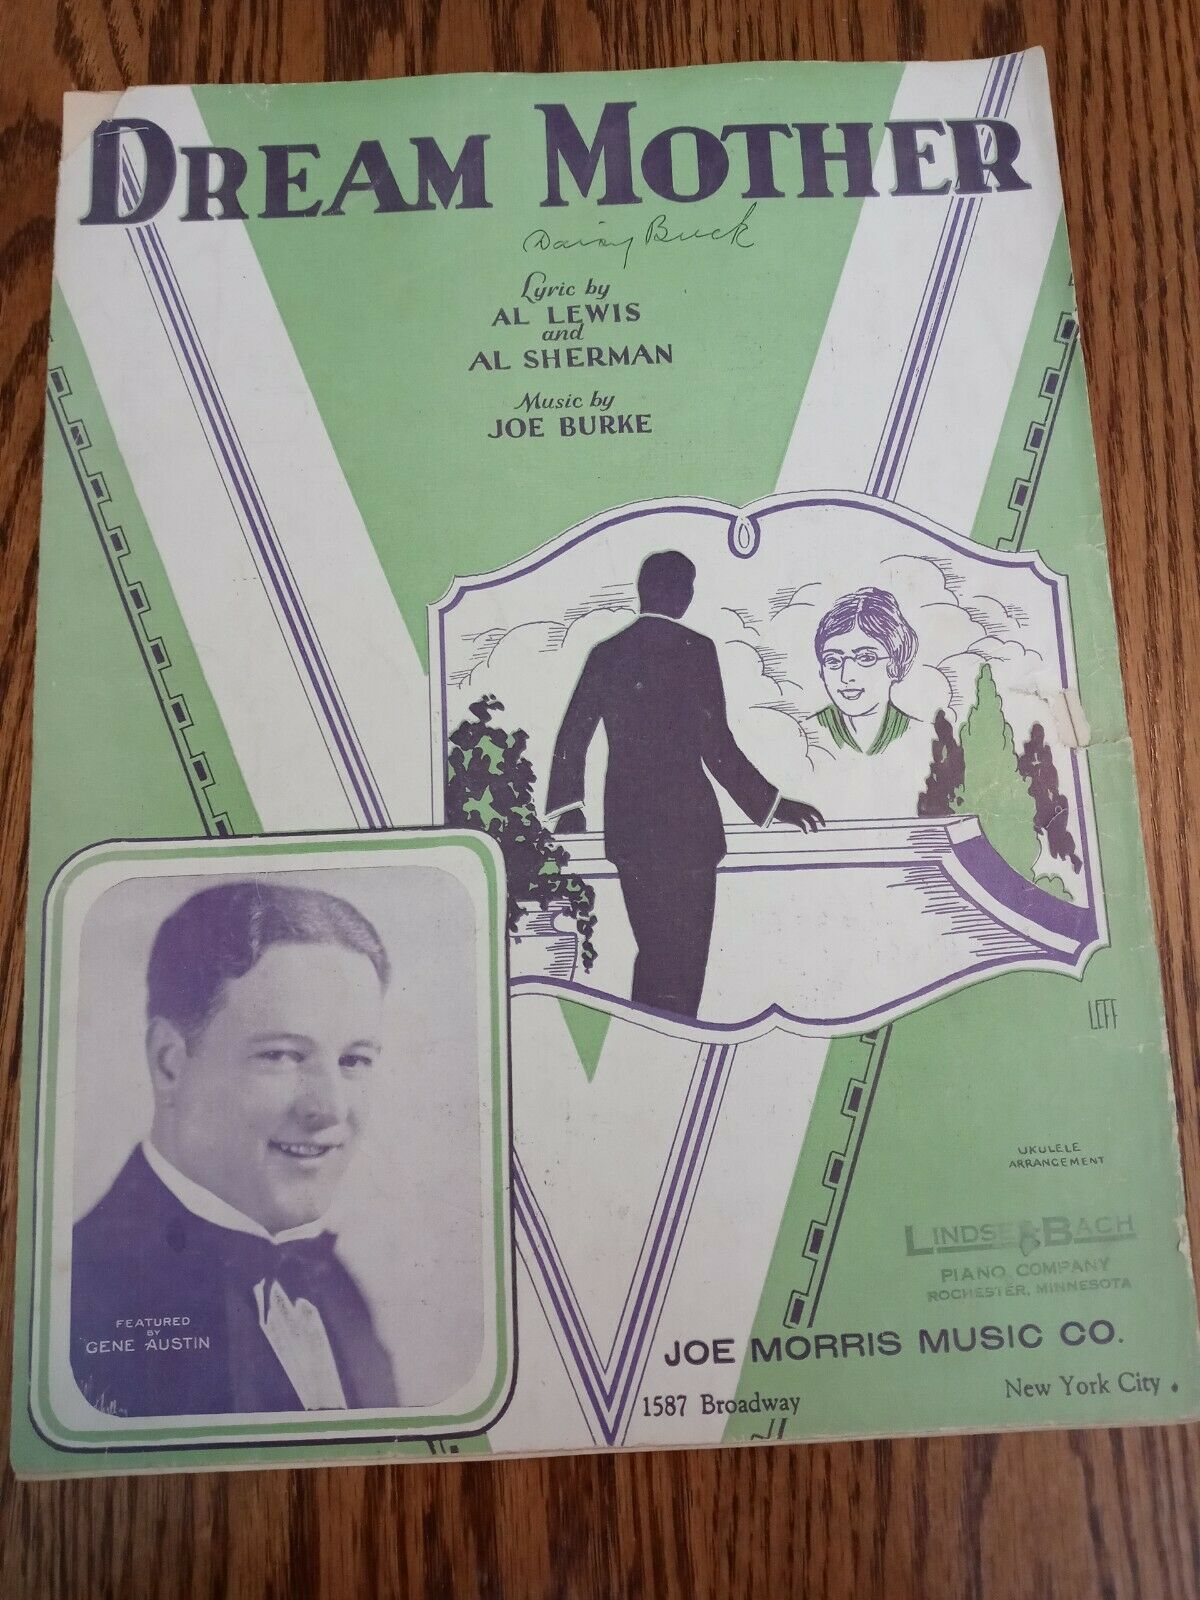 DREAM MOTHER
Daisy Buck
Lyric by
AL LEWIS
and
AL SHERMAN
Music by
JOE BURKE
LEFF
UKULELE
ARRANGEMENT
LINDSE & BACH
PIANO COMPANY
ROCHESTER, MINNESOTA
FEATURED
BY
GENE AUSTIN
JOE MORRIS MUSIC CO.
1587 Broadway New York City.